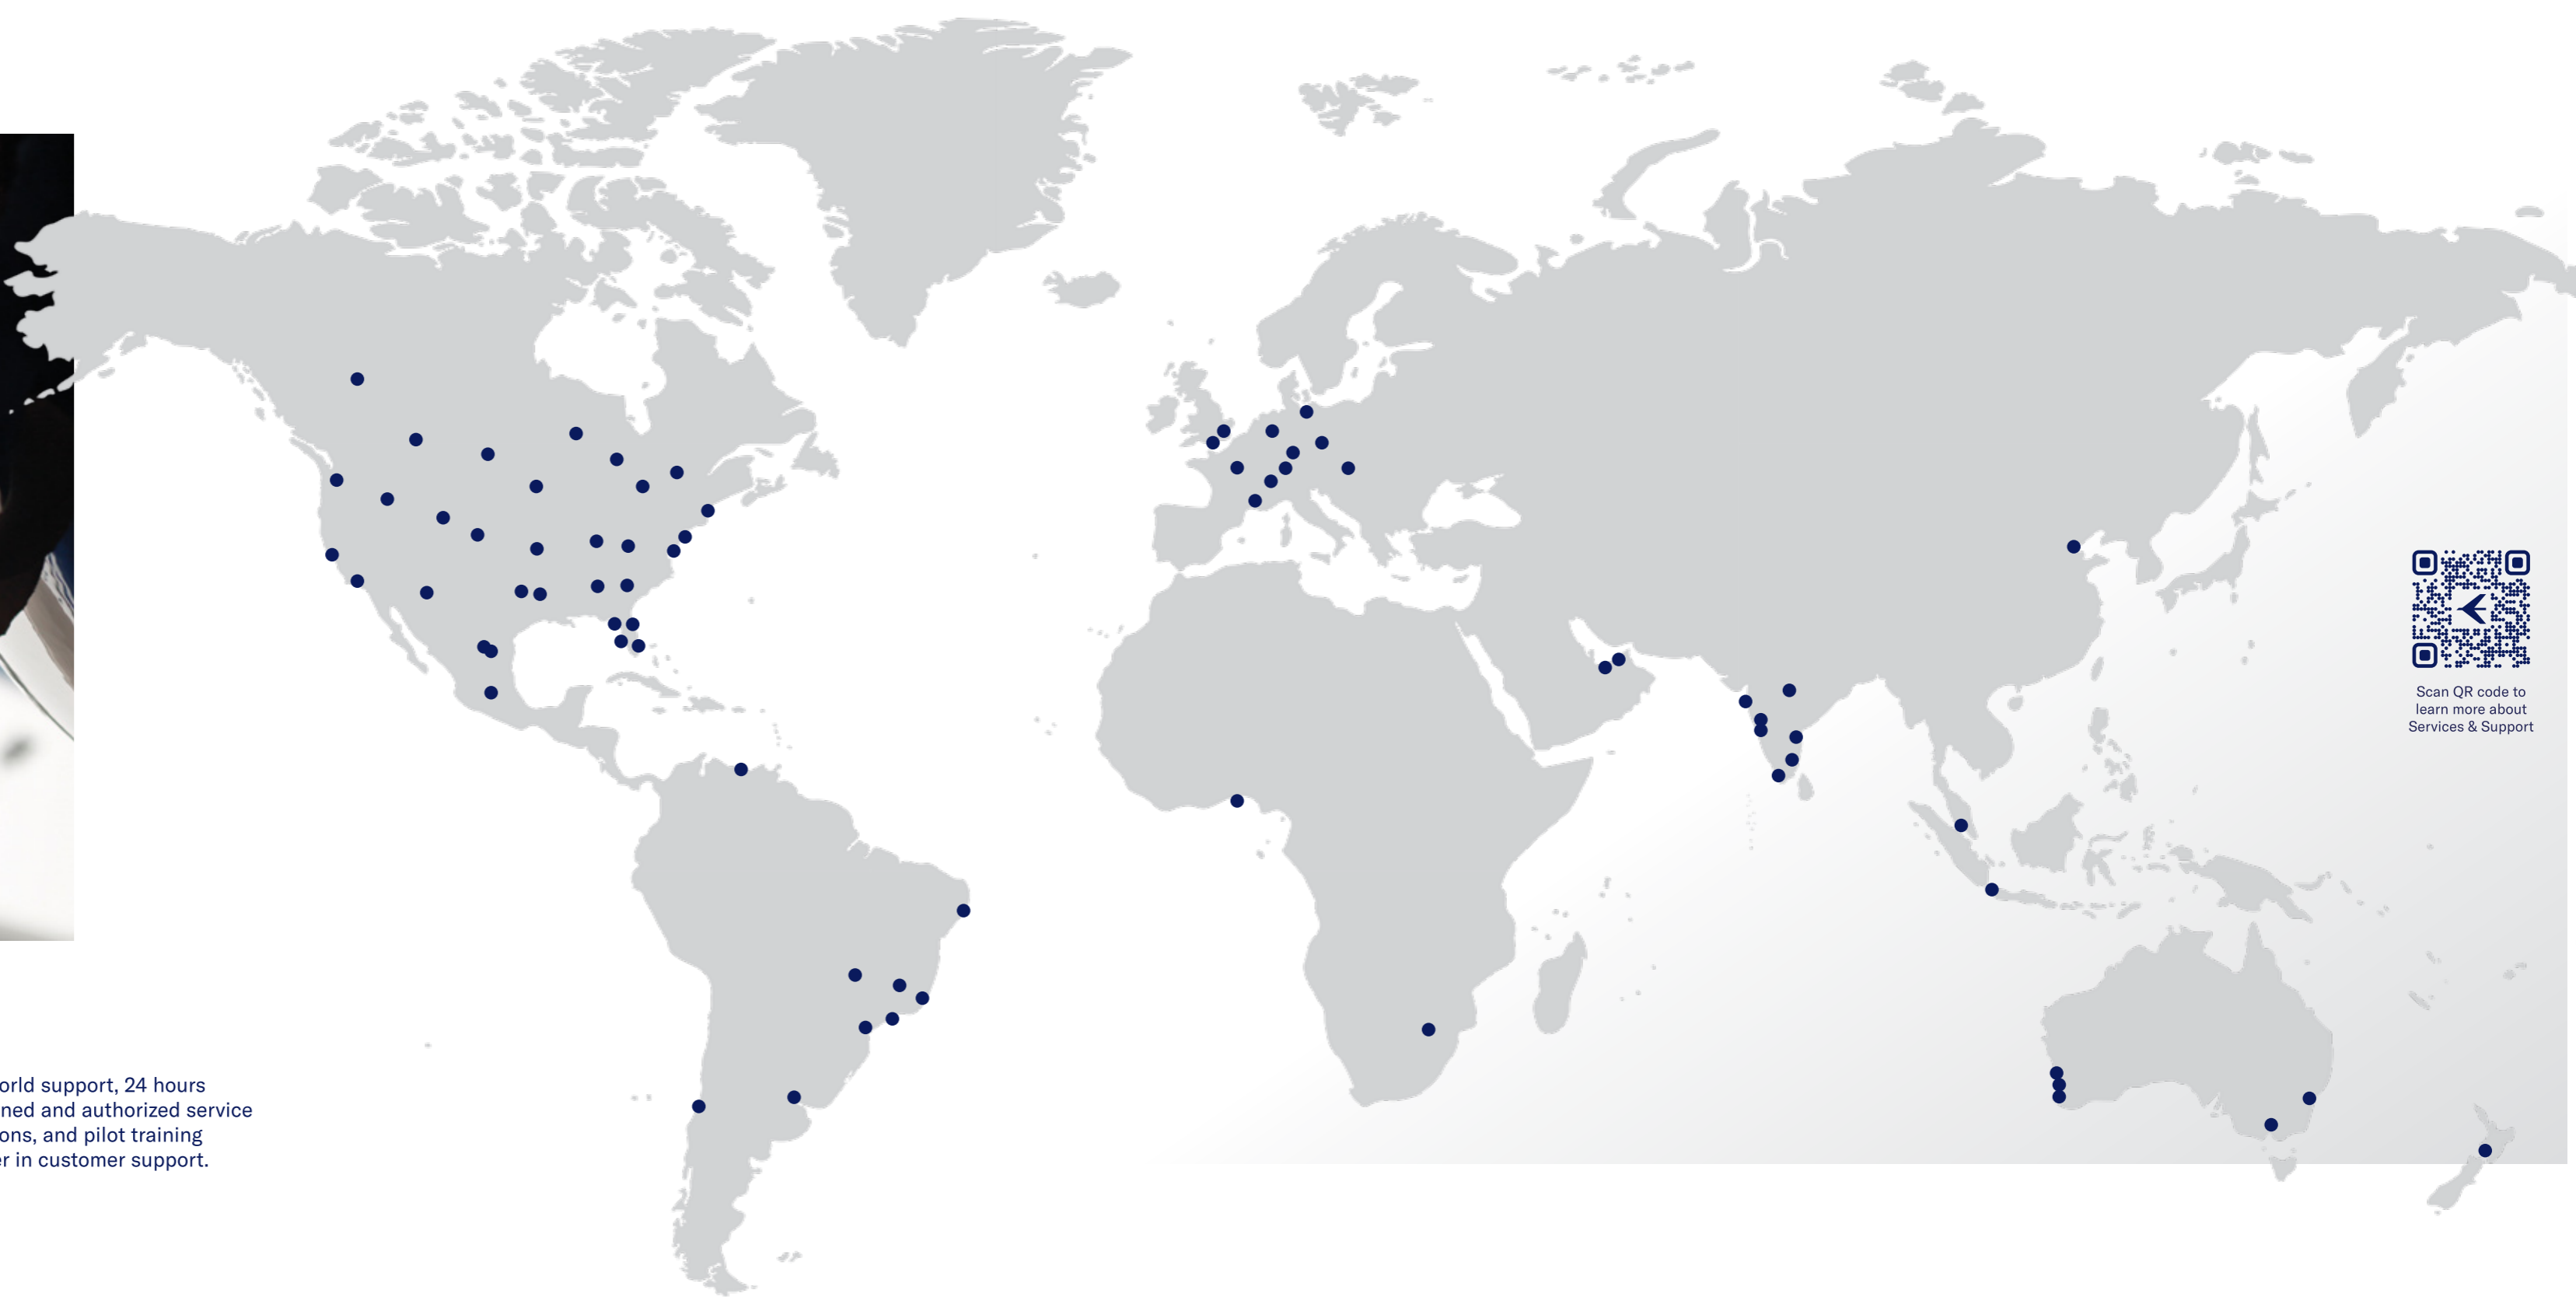 Scan QR code to
learn more about
Services & Support
orld support, 24 hours
ned and authorized service
ons, and pilot training
er in customer support.